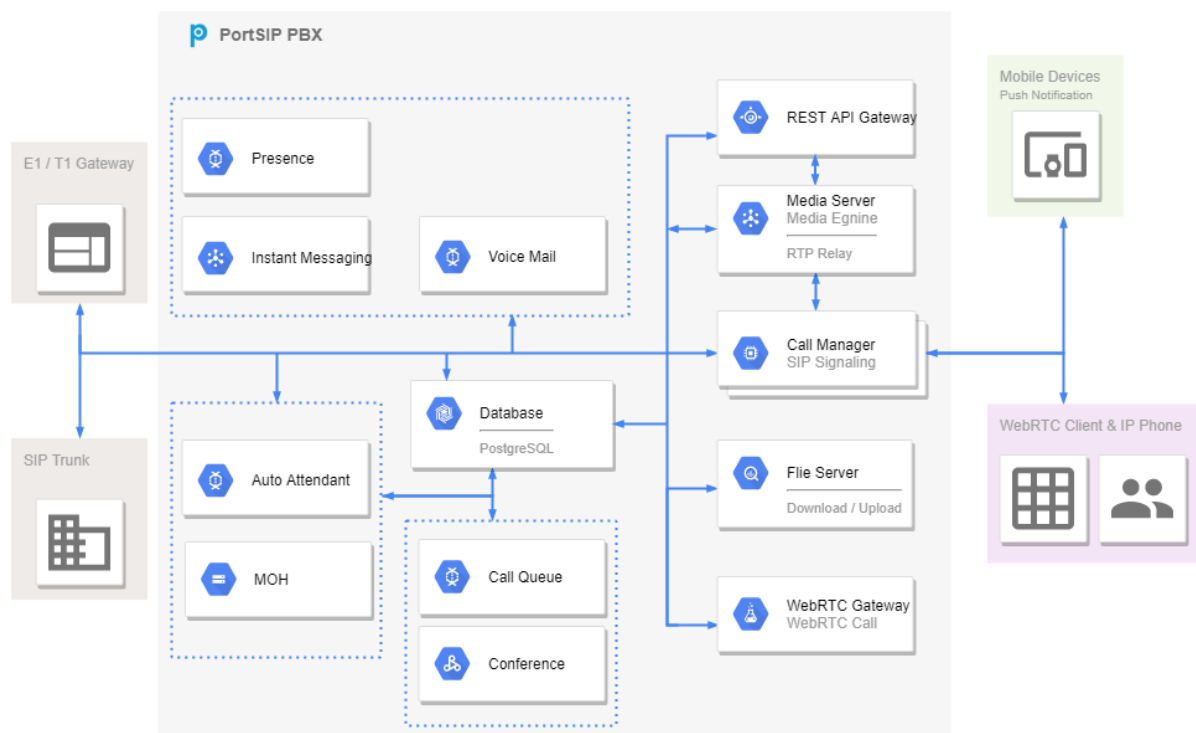 PortSIP PBX
E1 / T1 Gateway
SIP Trunk
Presence
Instant Messaging
Voice Mail
Database
PostgreSQL
Auto Attendant
MOH
Call Queue
Conference
REST API Gateway
Media Server
Media Egnine
RTP Relay
Call Manager
SIP Signaling
Flie Server
Download / Upload
WebRTC Gateway
WebRTC Call
Mobile Devices
Push Notification
WebRTC Client & IP Phone